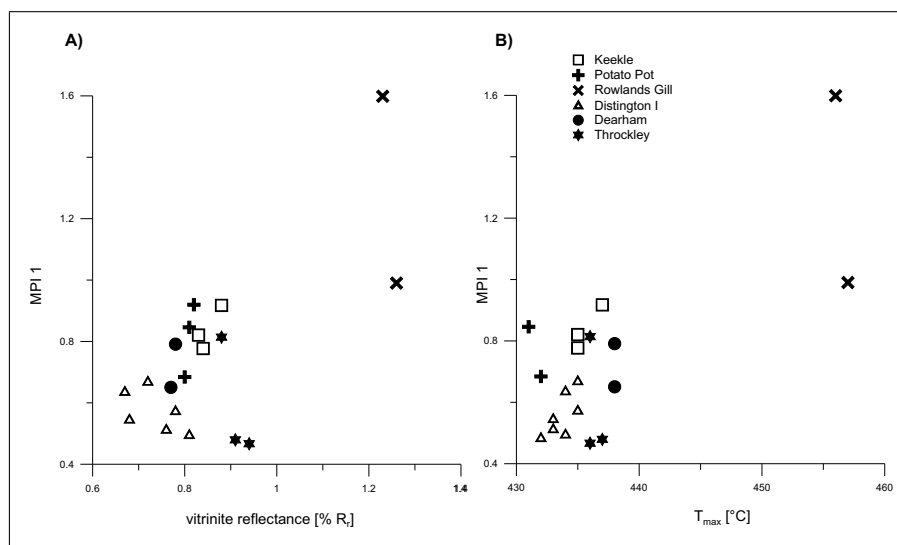 A)
MPI 1
1.6
1.2
0.8
0.4
0.6
0.8
1
1.2
1.4
vitrinite reflectance [% Rr]
B)
Keekle
Potato Pot
Rowlands Gill
Distington I
Dearham
Throckley
MPI 1
1.6
1.2
0.8
0.4
430
440
450
460
Tmax [°C]